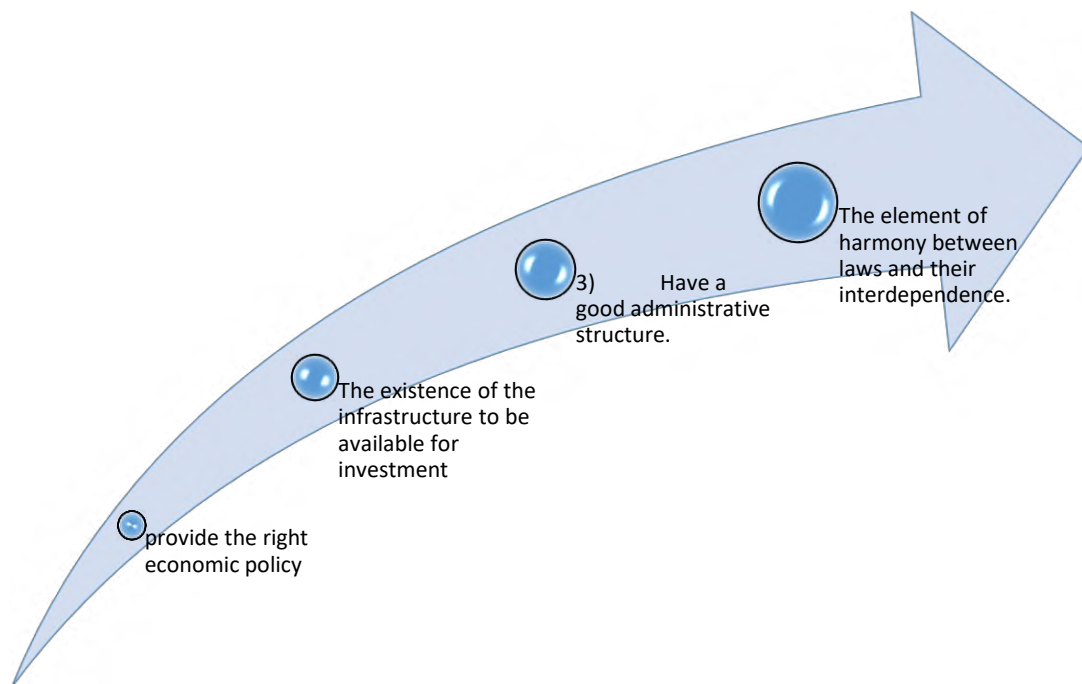 provide the right
economic policy
The existence of the
infrastructure to be
available for
investment
3) Have a
good administrative
structure.
The element of
harmony between
laws and their
interdependence.